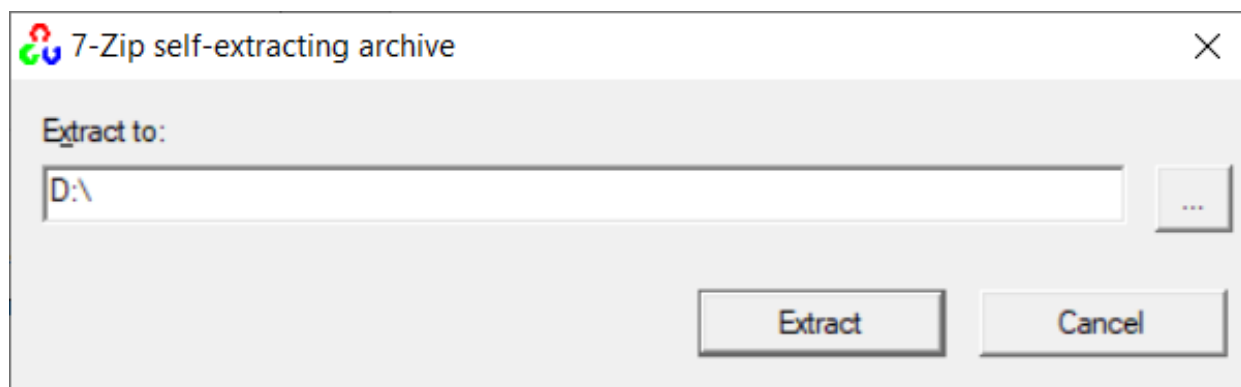 7-Zip self-extracting archive
Extract to:
D:\
...
Extract
Cancel